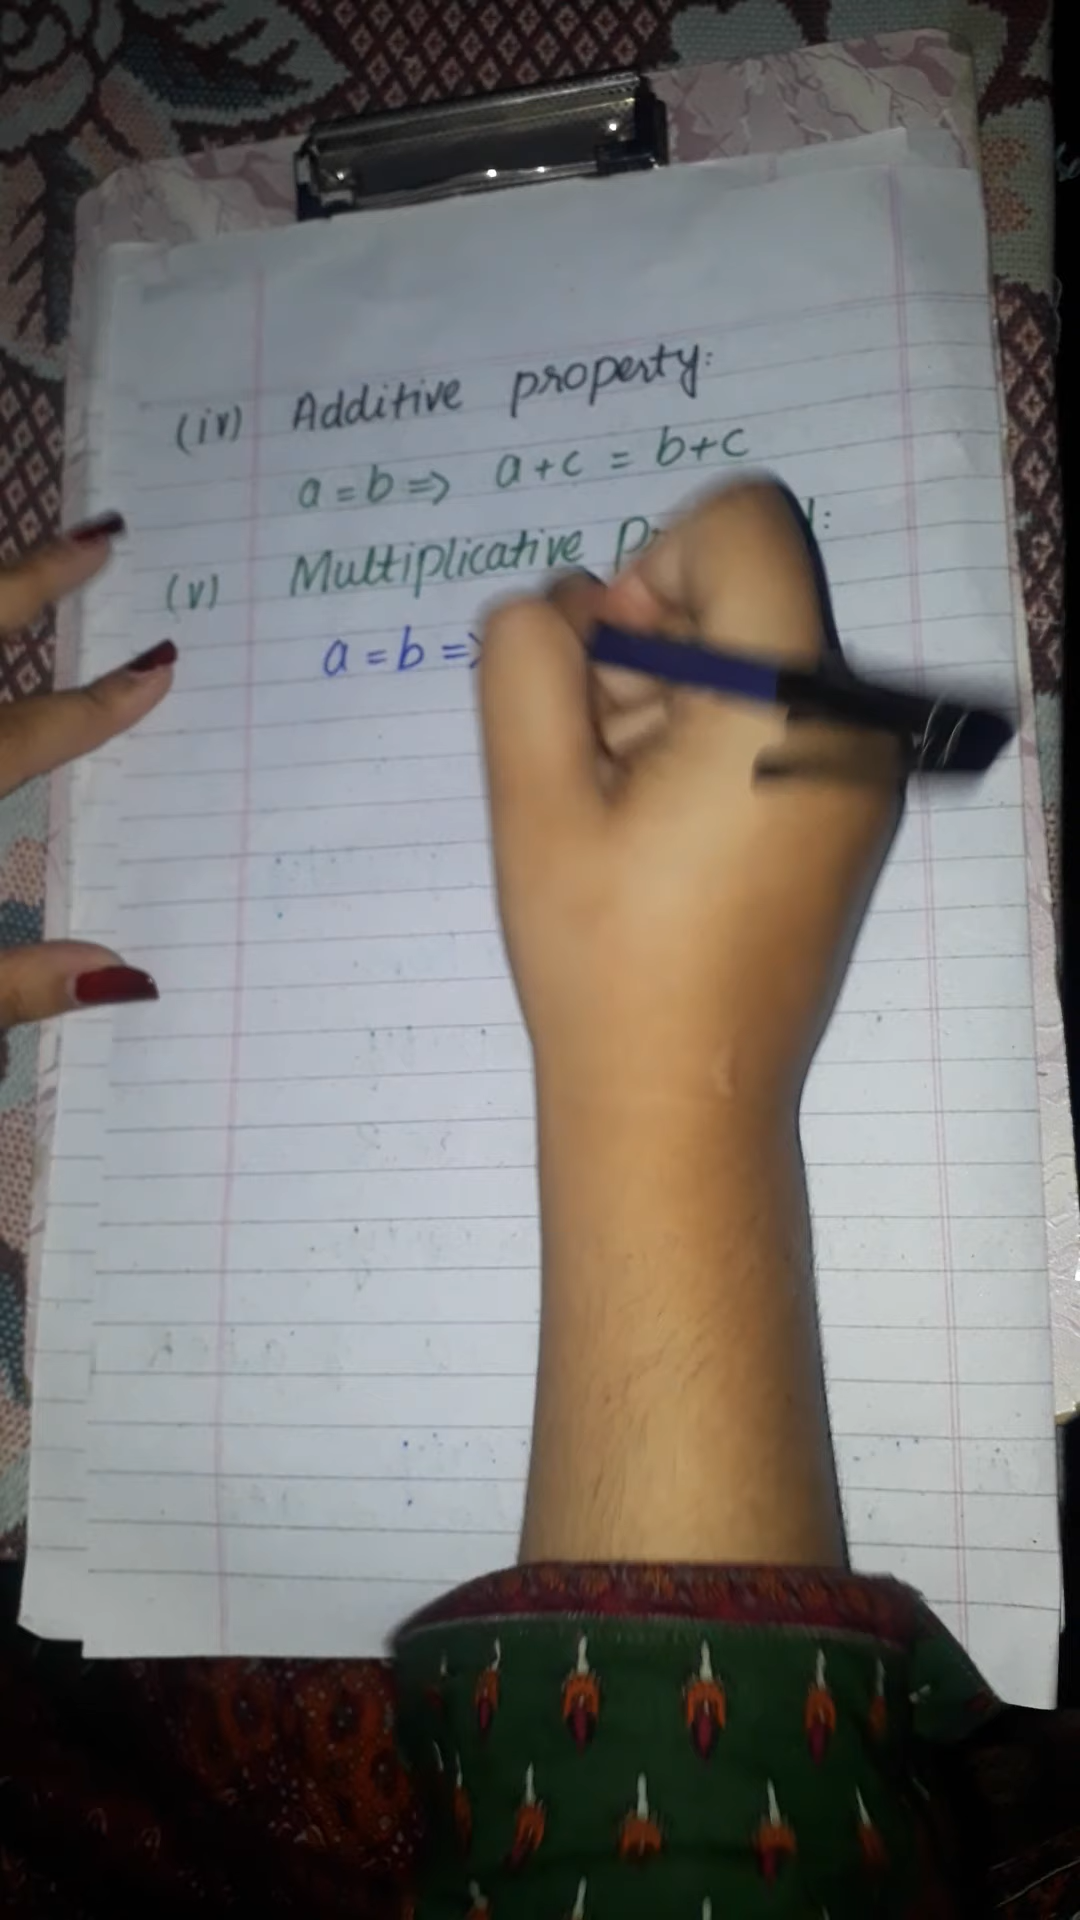 (iv) Additive property:
a = b => a + c = b + c
(v) Multiplicative
a = b =>